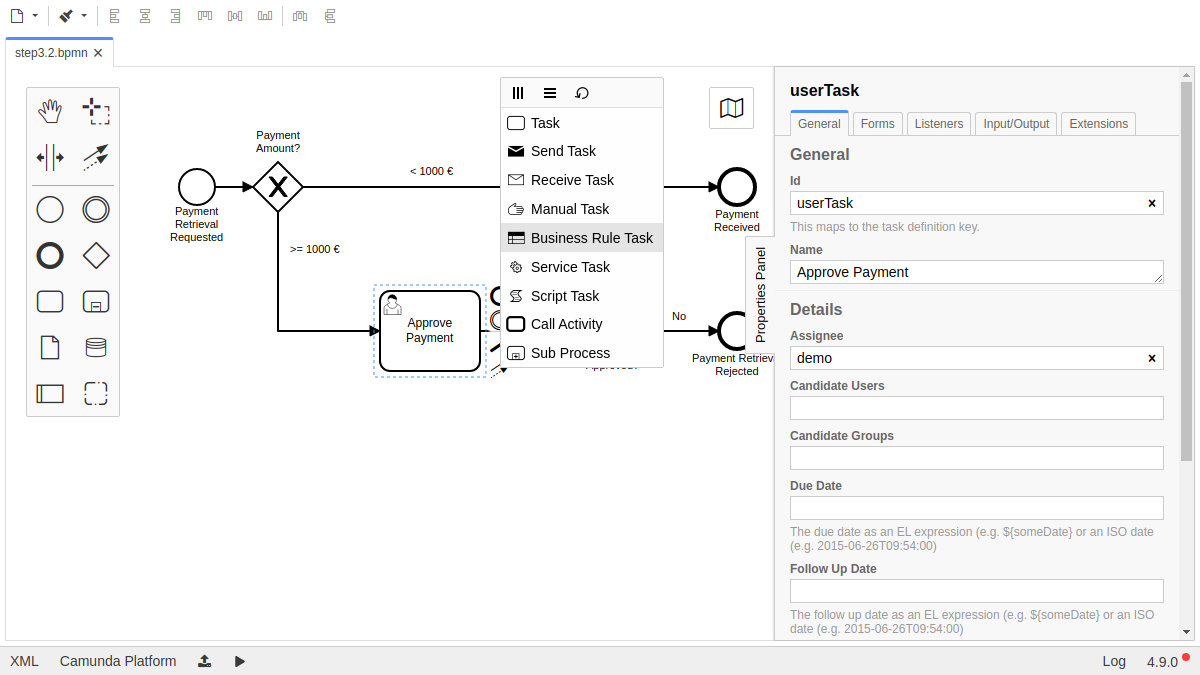 step3.2.bpmn
Payment
Amount?
< 1000 €
Payment
Retrieval
Requested
>= 1000 €
Approve
Payment
Task
Send Task
Receive Task
Manual Task
Business Rule Task
Service Task
Script Task
Call Activity
Sub Process
Payment
Received
No
Payment Retriev
Rejected
Properties Panel
userTask
General
Forms
Listeners
Input/Output
Extensions
General
Id
userTask
This maps to the task definition key.
Name
Approve Payment
Details
Assignee
demo
Candidate Users
Candidate Groups
Due Date
The due date as an EL expression (e.g. ${someDate} or an ISO date
(e.g. 2015-06-26T09:54:00)
Follow Up Date
The follow up date as an EL expression (e.g. ${someDate} or an ISO
date (e.g. 2015-06-26T09:54:00)
XML
Camunda Platform
Log
4.9.0